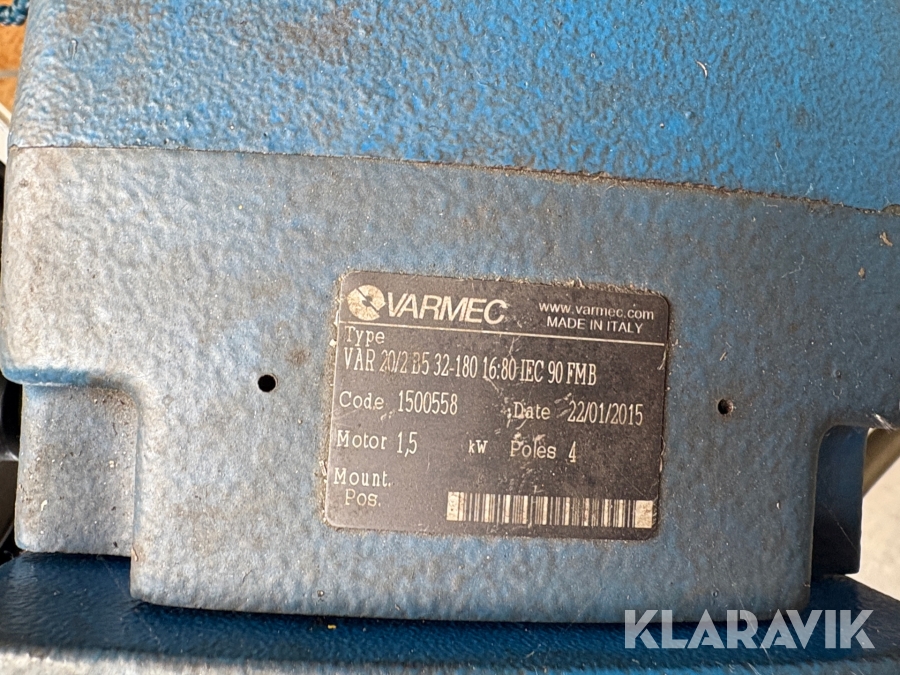 VARMEC
www.varmec.com
MADE IN ITALY
Type
VAR 20/2 B5 32-180 16:80 IEC 90 FMB
Code 1500558 Date 22/01/2015
Motor 1,5 kW Poles 4
Mount.
Pos.
KLARAVIK